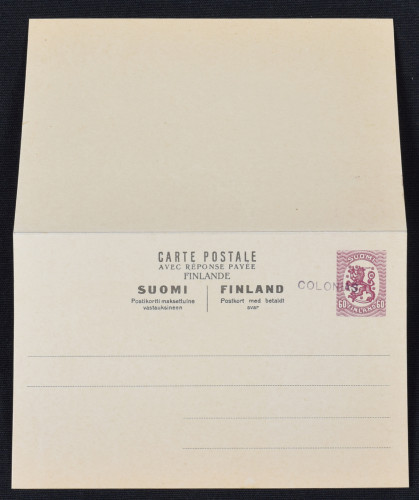 CARTE POSTALE
AVEC RÉPONSE PAYÉE
FINLANDE
SUOMI
Postikortti maksettuine
vastauksineen
FINLAND
Postkort med betaldt
svar
COLONIES
SUOMI
60 60
FINLAND